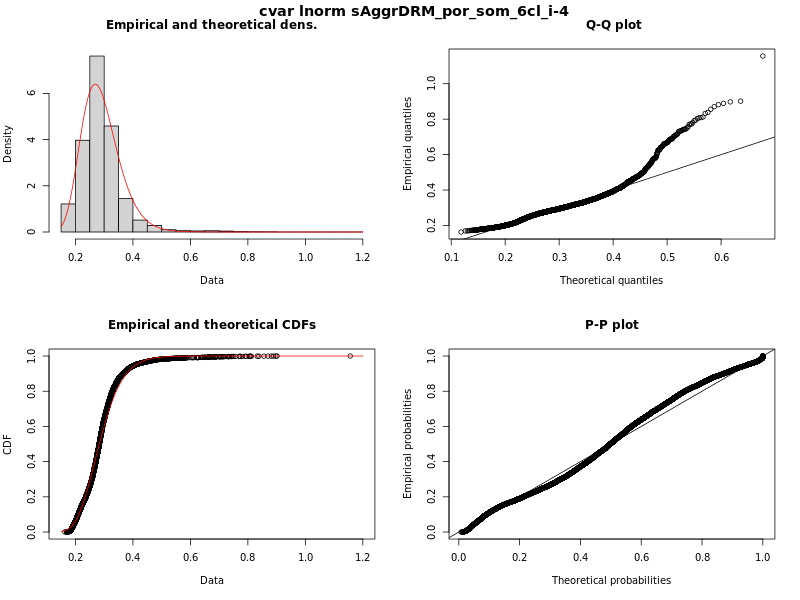 cvar lnorm sAggrDRM_por_som_6cl_i-4
Empirical and theoretical dens.
Density
0 2 4 6
0.2 0.4 0.6 0.8 1.0 1.2
Data
Q-Q plot
Empirical quantiles
0.2 0.4 0.6 0.8 1.0
0.1 0.2 0.3 0.4 0.5 0.6
Theoretical quantiles
Empirical and theoretical CDFs
CDF
0.0 0.2 0.4 0.6 0.8 1.0
0.2 0.4 0.6 0.8 1.0 1.2
Data
P-P plot
Empirical probabilities
0.0 0.2 0.4 0.6 0.8 1.0
0.0 0.2 0.4 0.6 0.8 1.0
Theoretical probabilities